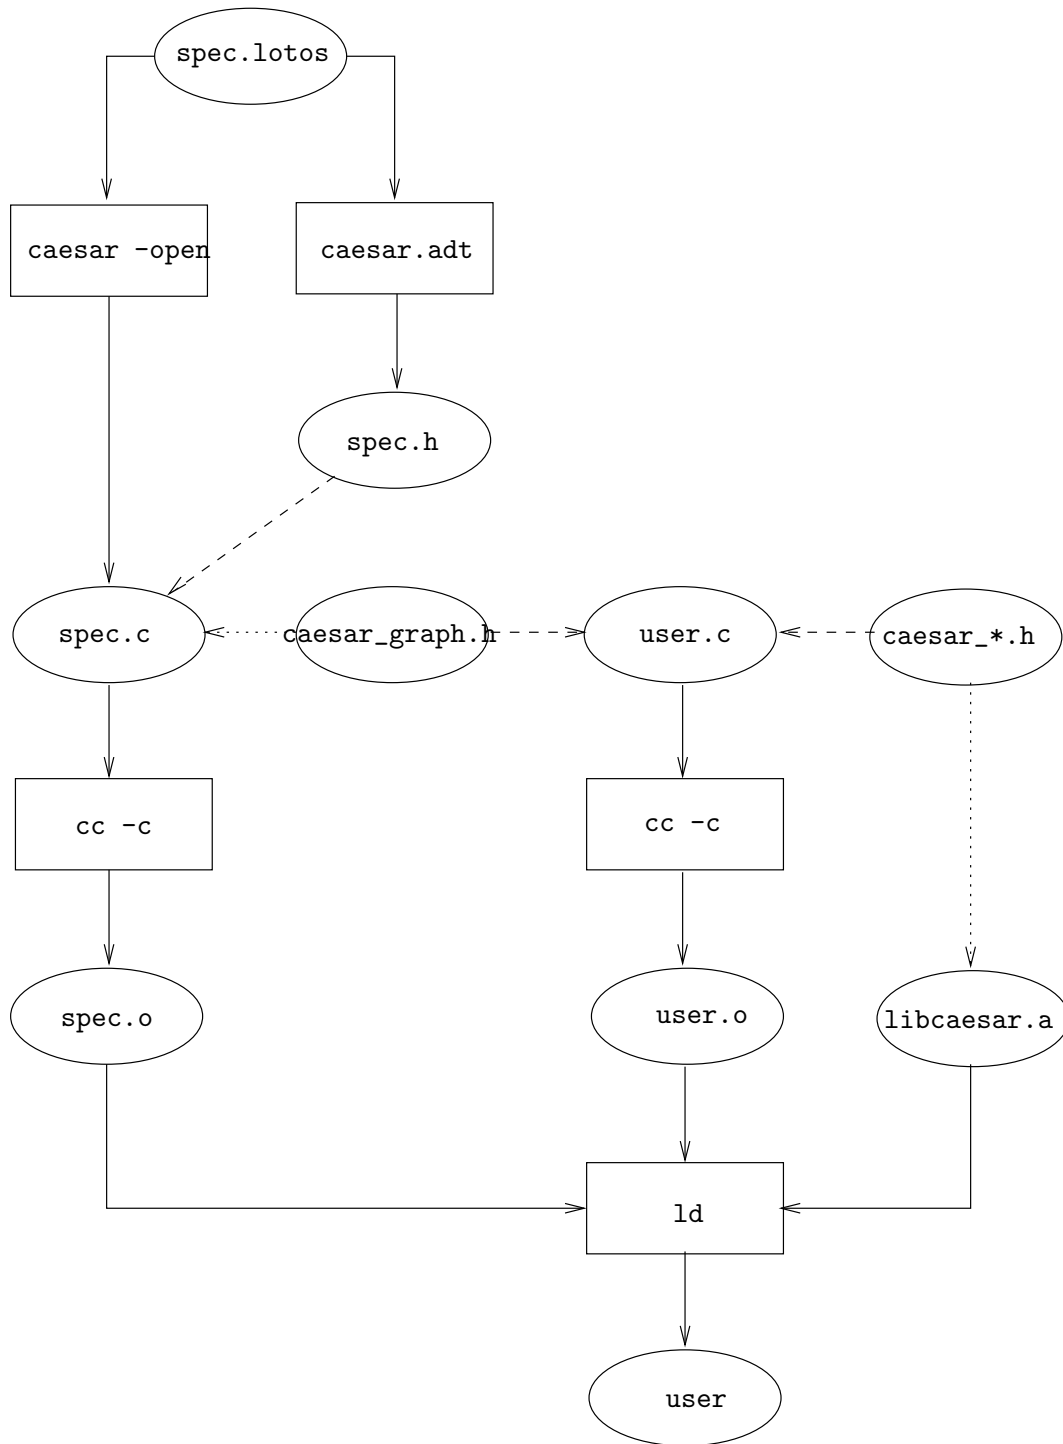 spec.lotos
caesar -open
caesar.adt
spec.h
spec.c
caesar_graph.h
user.c
caesar_*.h
cc -c
cc -c
spec.o
user.o
libcaesar.a
ld
user